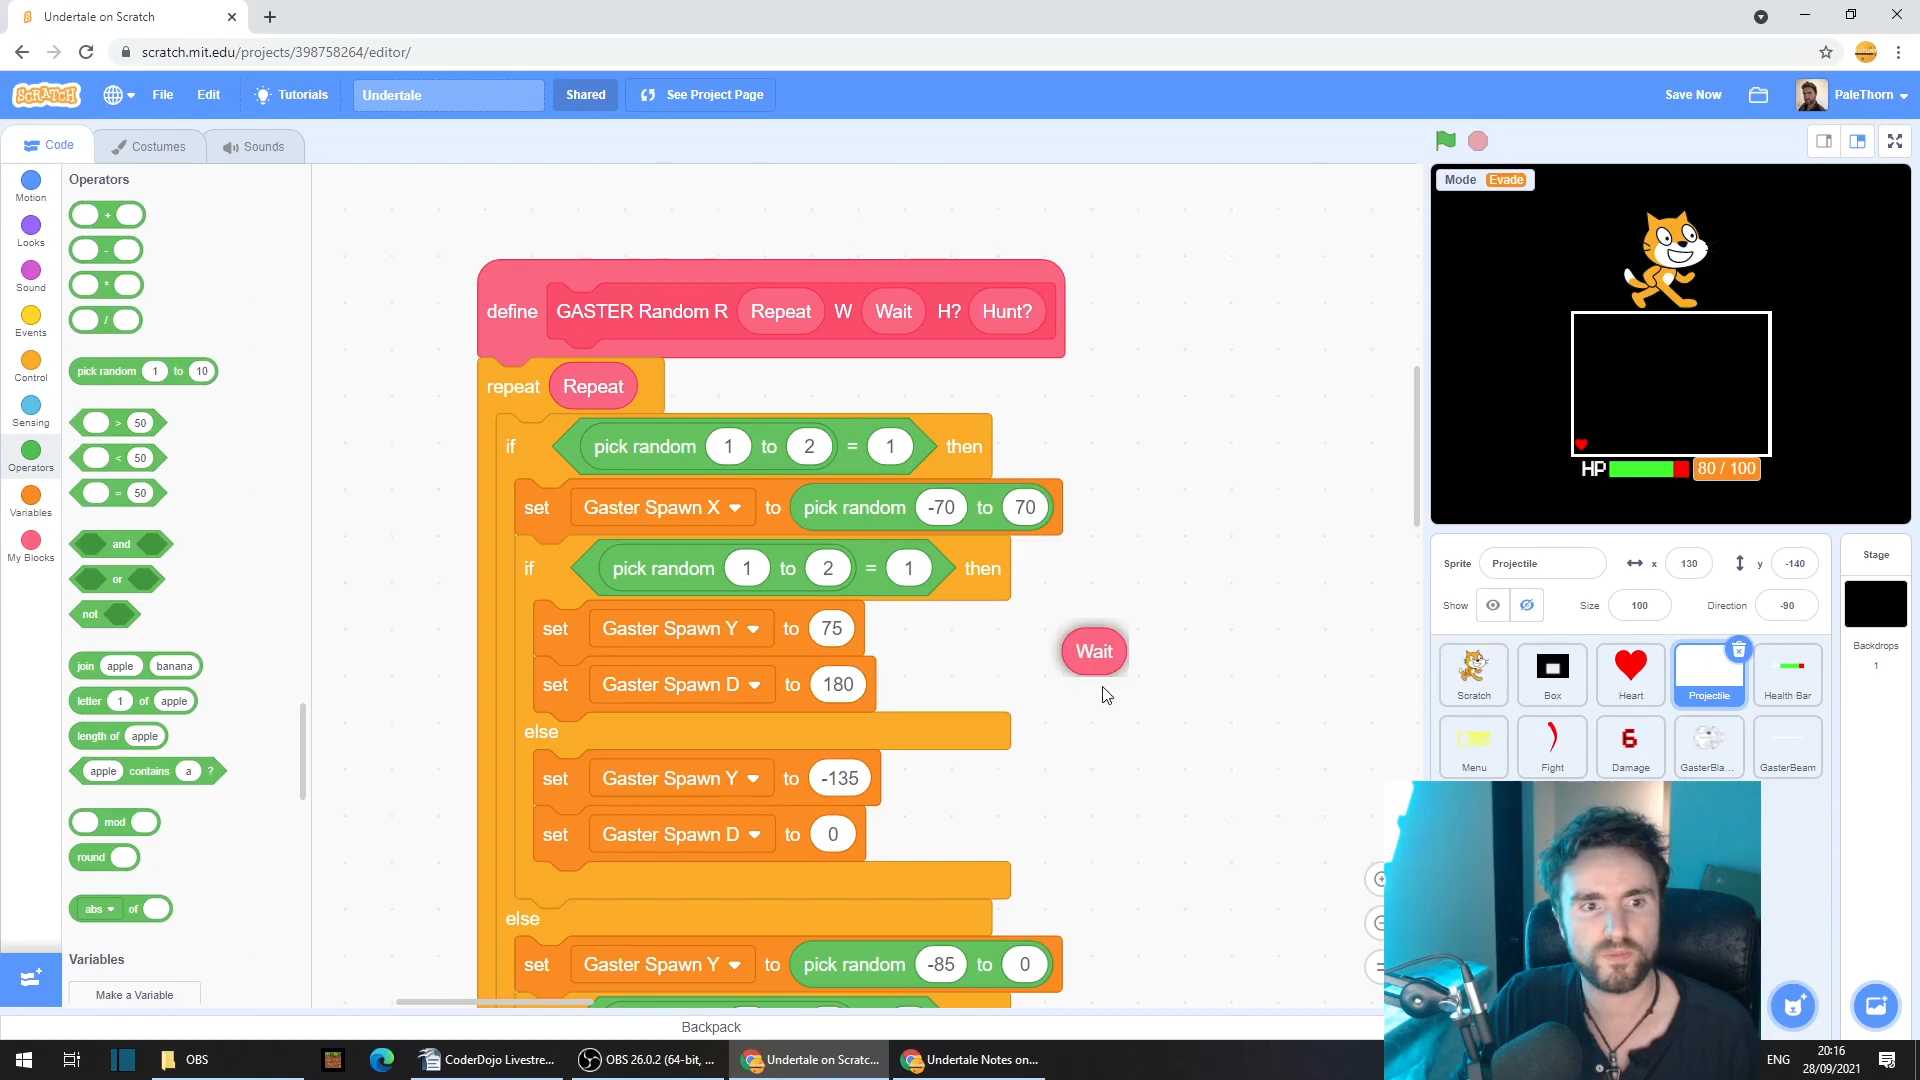 Undertale on Scratch
scratch.mit.edu/projects/398758264/editor/
SCRATCH
File
Edit
Tutorials
Undertale
Shared
See Project Page
Save Now
PaleThorn
Code
Costumes
Sounds
Motion
Looks
Sound
Events
Control
Sensing
Operators
Variables
My Blocks
Operators
+
-
*
/
pick random 1 to 10
> 50
< 50
= 50
and
or
not
join apple banana
letter 1 of apple
length of apple
apple contains a ?
mod
round
abs of
Variables
Make a Variable
define GASTER Random R Repeat W Wait H? Hunt?
repeat Repeat
if pick random 1 to 2 = 1 then
set Gaster Spawn X to pick random -70 to 70
if pick random 1 to 2 = 1 then
set Gaster Spawn Y to 75
set Gaster Spawn D to 180
else
set Gaster Spawn Y to -135
set Gaster Spawn D to 0
else
set Gaster Spawn Y to pick random -85 to 0
Wait
Backpack
Mode Evade
HP 80 / 100
Sprite Projectile x 130 y -140
Show Size 100 Direction -90
Scratch
Box
Heart
Projectile
Health Bar
Menu
Fight
6
Damage
GasterBla...
GasterBeam
Stage
Backdrops
1
OBS
CoderDojo Livestre...
OBS 26.0.2 (64-bit, ...
Undertale on Scratc...
Undertale Notes on...
ENG
20:16
28/09/2021